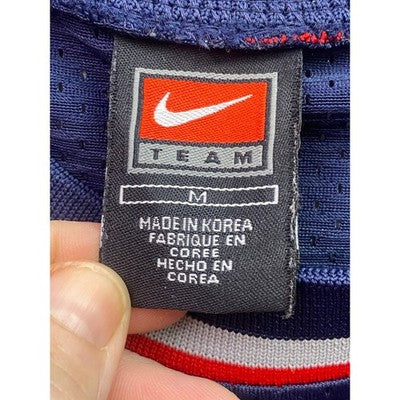 TEAM
M
MADE IN KOREA
FABRIQUE EN
COREE
HECHO EN
COREA